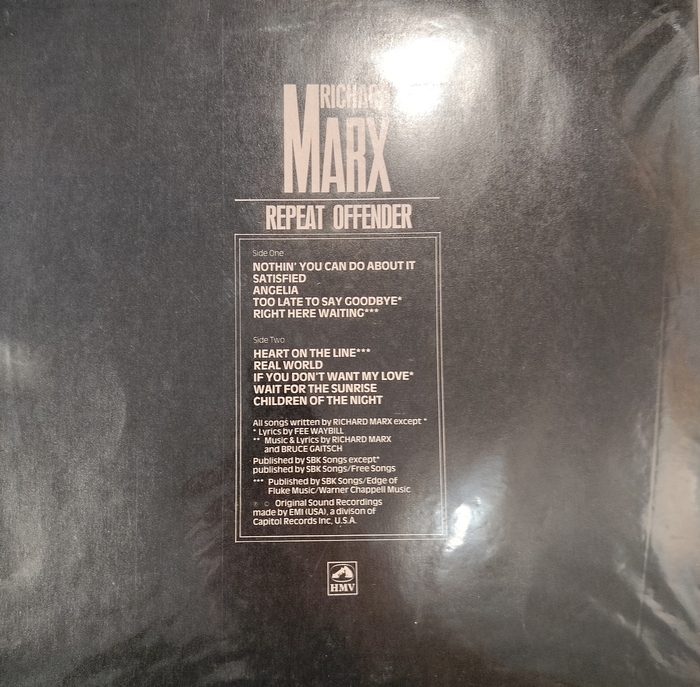 RICHARD
MARX
REPEAT OFFENDER
Side One
NOTHIN' YOU CAN DO ABOUT IT
SATISFIED
ANGELIA
TOO LATE TO SAY GOODBYE*
RIGHT HERE WAITING***
Side Two
HEART ON THE LINE***
REAL WORLD
IF YOU DON'T WANT MY LOVE*
WAIT FOR THE SUNRISE
CHILDREN OF THE NIGHT
All songs written by RICHARD MARX except *
* Lyrics by FEE WAYBILL
** Music & Lyrics by RICHARD MARX
and BRUCE GAITSCH
Published by SBK Songs except*
published by SBK Songs/Free Songs
*** Published by SBK Songs/Edge of
Fluke Music/Warner Chappell Music
℗ © Original Sound Recordings
made by EMI (USA), a divison of
Capitol Records Inc, U.S.A.
HMV